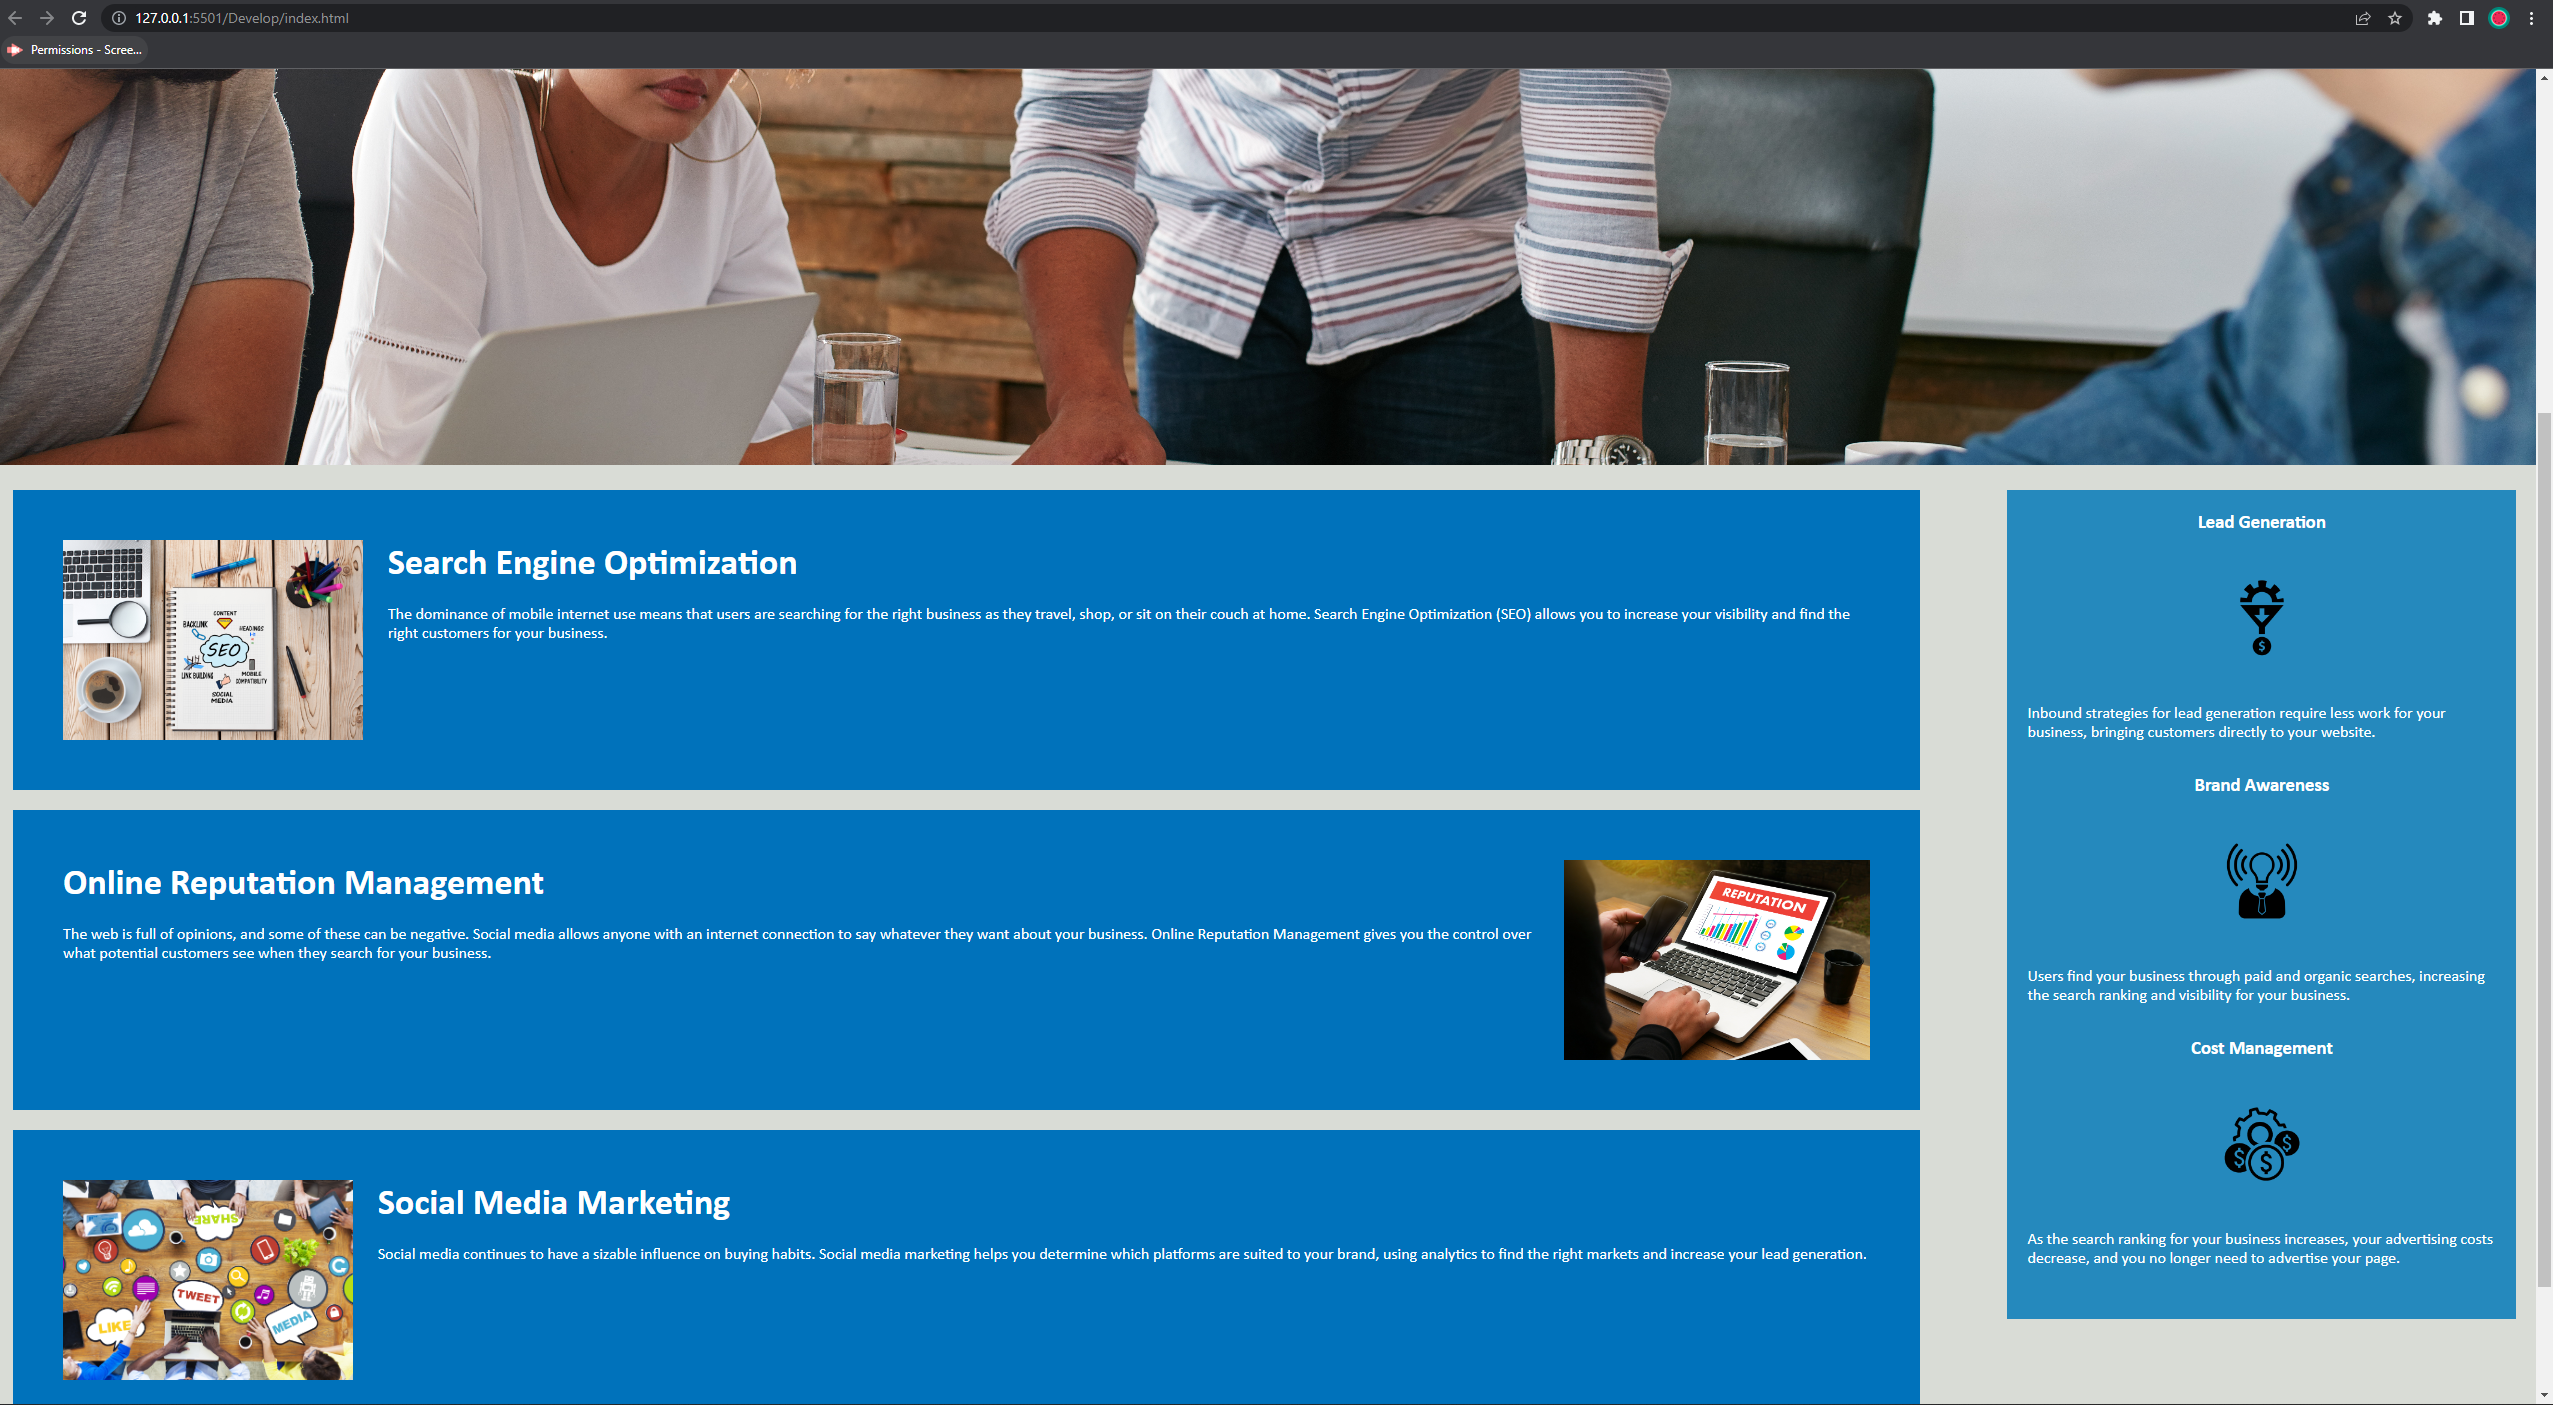 127.0.0.1:5501/Develop/index.html
Permissions - Scree...
Search Engine Optimization
The dominance of mobile internet use means that users are searching for the right business as they travel, shop, or sit on their couch at home. Search Engine Optimization (SEO) allows you to increase your visibility and find the
right customers for your business.
CONTENT
BACKLINK
HEADINGS
SEO
LINK BUILDING
MOBILE
COMPATIBILITY
SOCIAL
MEDIA
Online Reputation Management
The web is full of opinions, and some of these can be negative. Social media allows anyone with an internet connection to say whatever they want about your business. Online Reputation Management gives you the control over
what potential customers see when they search for your business.
REPUTATION
Social Media Marketing
Social media continues to have a sizable influence on buying habits. Social media marketing helps you determine which platforms are suited to your brand, using analytics to find the right markets and increase your lead generation.
SHARE
TWEET
LIKE
MEDIA
Lead Generation
$
Inbound strategies for lead generation require less work for your
business, bringing customers directly to your website.
Brand Awareness
Users find your business through paid and organic searches, increasing
the search ranking and visibility for your business.
Cost Management
$
$
$
As the search ranking for your business increases, your advertising costs
decrease, and you no longer need to advertise your page.